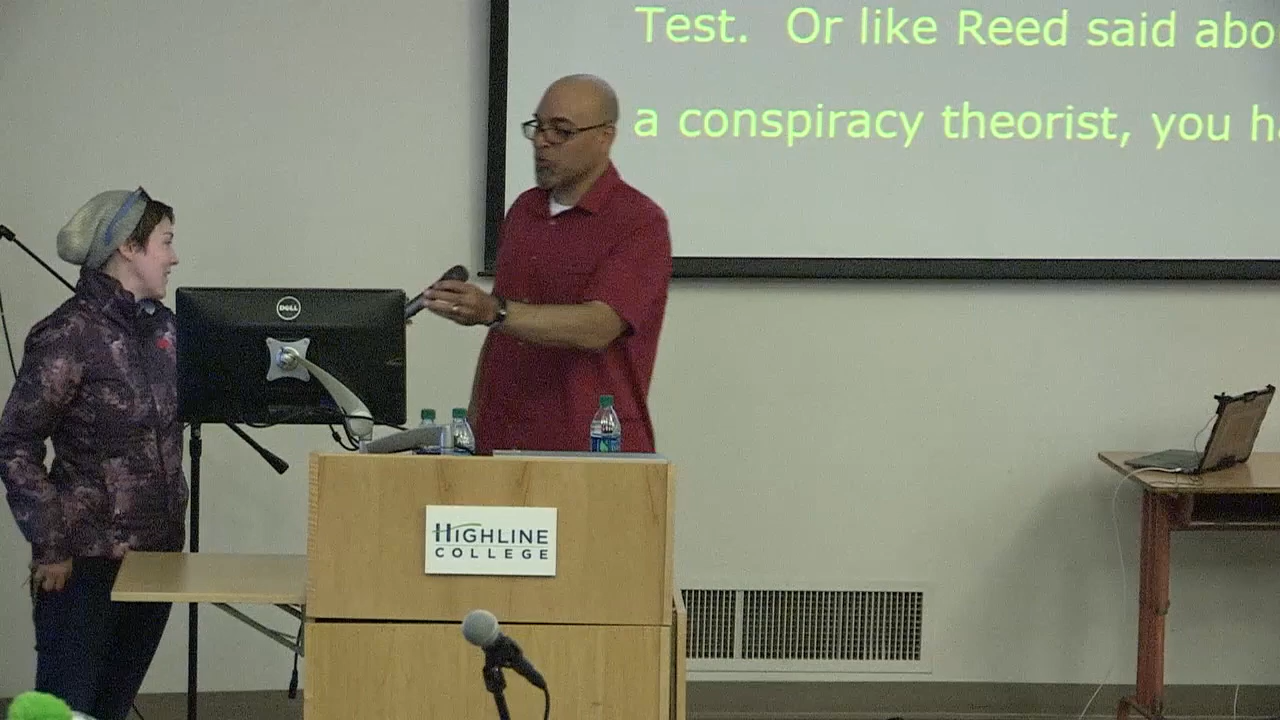 Test.  Or like Reed said abo
a conspiracy theorist, you h
DELL
HIGHLINE
COLLEGE